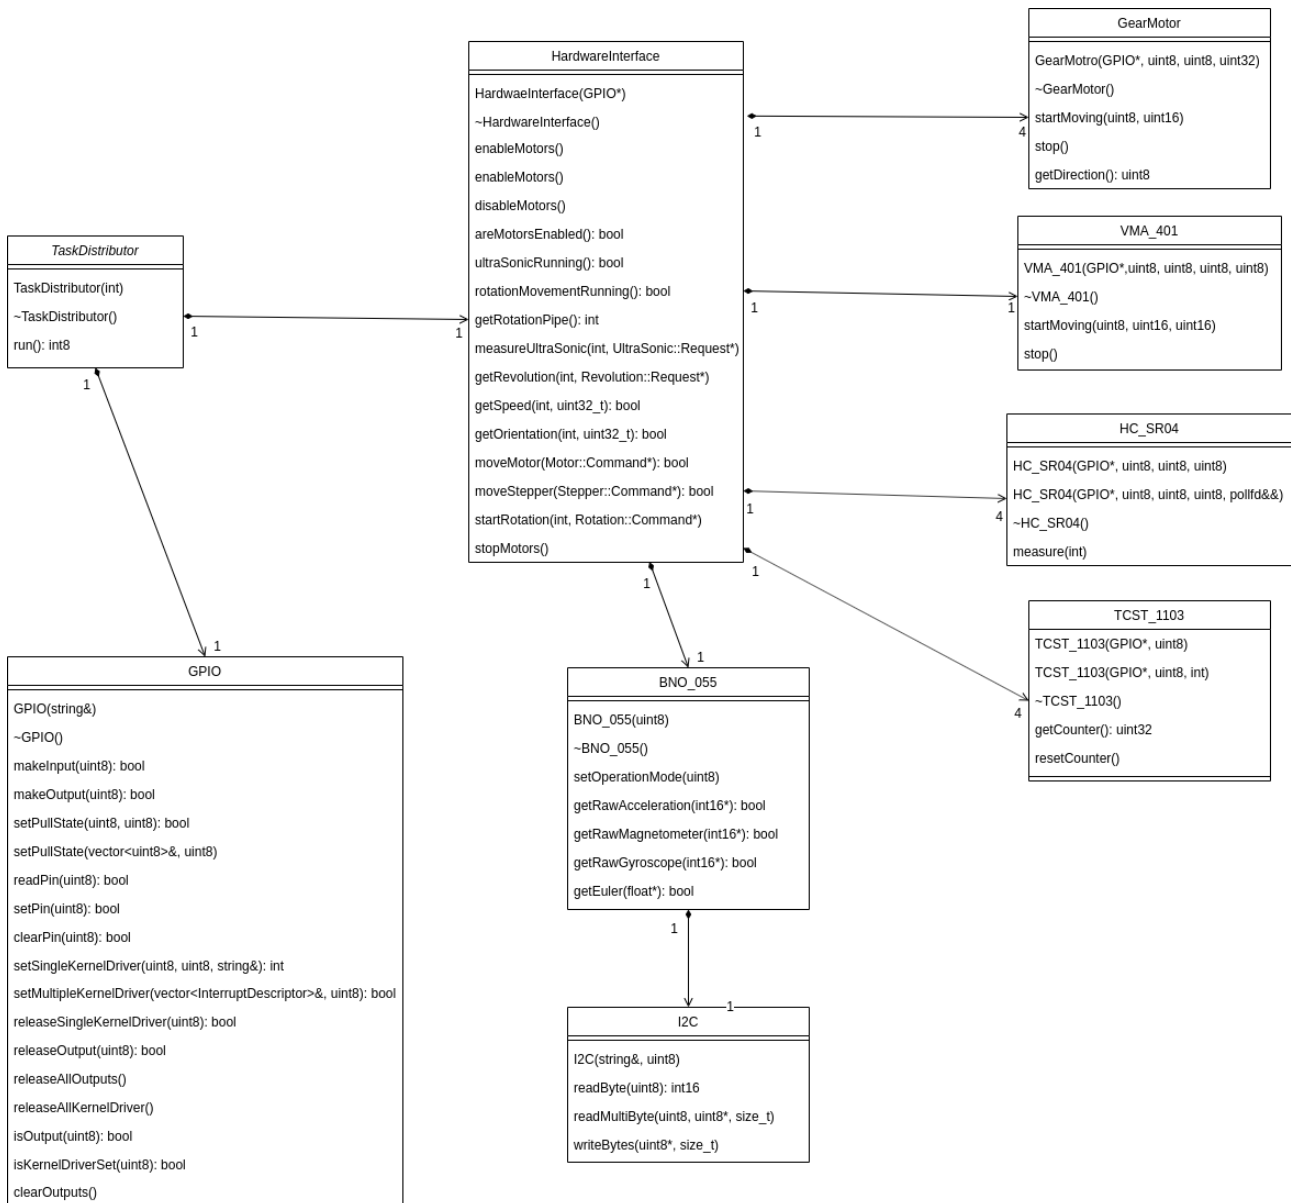 GearMotor
GearMotro(GPIO*, uint8, uint8, uint32)
~GearMotor()
startMoving(uint8, uint16)
stop()
getDirection(): uint8
HardwareInterface
HardwaeInterface(GPIO*)
~HardwareInterface()
enableMotors()
enableMotors()
disableMotors()
areMotorsEnabled(): bool
ultraSonicRunning(): bool
rotationMovementRunning(): bool
getRotationPipe(): int
measureUltraSonic(int, UltraSonic::Request*)
getRevolution(int, Revolution::Request*)
getSpeed(int, uint32_t): bool
getOrientation(int, uint32_t): bool
moveMotor(Motor::Command*): bool
moveStepper(Stepper::Command*): bool
startRotation(int, Rotation::Command*)
stopMotors()
1
4
VMA_401
VMA_401(GPIO*,uint8, uint8, uint8, uint8)
~VMA_401()
startMoving(uint8, uint16, uint16)
stop()
1
1
TaskDistributor
TaskDistributor(int)
~TaskDistributor()
run(): int8
1
1
1
1
HC_SR04
HC_SR04(GPIO*, uint8, uint8, uint8)
HC_SR04(GPIO*, uint8, uint8, uint8, pollfd&&)
~HC_SR04()
measure(int)
1
4
TCST_1103
TCST_1103(GPIO*, uint8)
TCST_1103(GPIO*, uint8, int)
~TCST_1103()
getCounter(): uint32
resetCounter()
1
4
GPIO
GPIO(string&)
~GPIO()
makeInput(uint8): bool
makeOutput(uint8): bool
setPullState(uint8, uint8): bool
setPullState(vector<uint8>&, uint8)
readPin(uint8): bool
setPin(uint8): bool
clearPin(uint8): bool
setSingleKernelDriver(uint8, uint8, string&): int
setMultipleKernelDriver(vector<InterruptDescriptor>&, uint8): bool
releaseSingleKernelDriver(uint8): bool
releaseOutput(uint8): bool
releaseAllOutputs()
releaseAllKernelDriver()
isOutput(uint8): bool
isKernelDriverSet(uint8): bool
clearOutputs()
1
1
BNO_055
BNO_055(uint8)
~BNO_055()
setOperationMode(uint8)
getRawAcceleration(int16*): bool
getRawMagnetometer(int16*): bool
getRawGyroscope(int16*): bool
getEuler(float*): bool
1
1
I2C
I2C(string&, uint8)
readByte(uint8): int16
readMultiByte(uint8, uint8*, size_t)
writeBytes(uint8*, size_t)